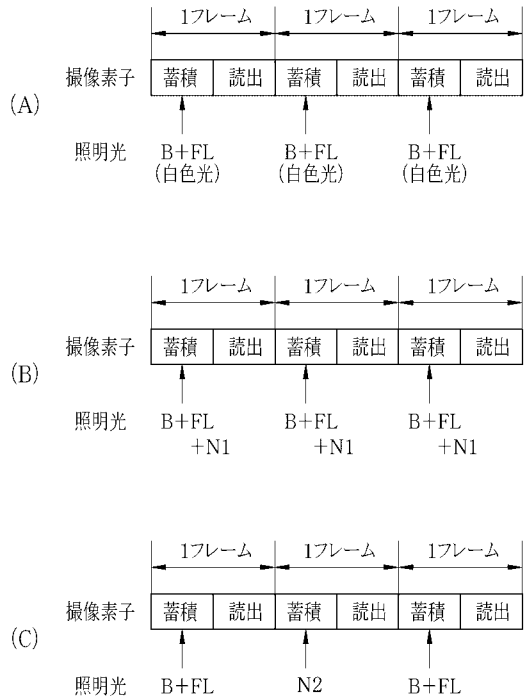 1フレーム 1フレーム 1フレーム
撮像素子 蓄積 読出 蓄積 読出 蓄積 読出
(A)
照明光 B+FL B+FL B+FL
(白色光) (白色光) (白色光)
1フレーム 1フレーム 1フレーム
撮像素子 蓄積 読出 蓄積 読出 蓄積 読出
(B)
照明光 B+FL B+FL B+FL
+N1 +N1 +N1
1フレーム 1フレーム 1フレーム
撮像素子 蓄積 読出 蓄積 読出 蓄積 読出
(C)
照明光 B+FL N2 B+FL